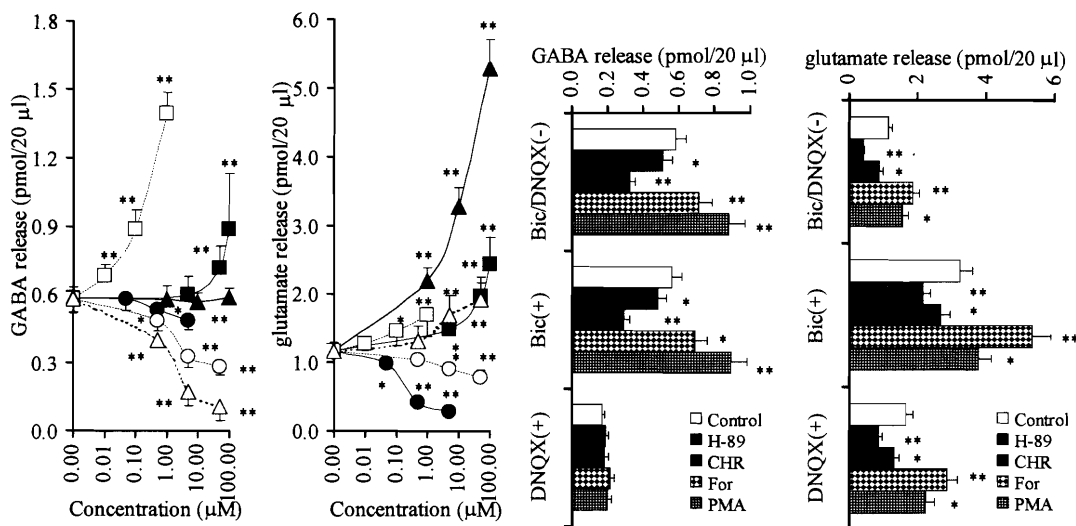 GABA release (pmol/20 µl)
1.8
1.5
1.2
0.9
0.6
0.3
0.0
** ** ** ** ** * * ** ** ** ** ** **
0.00
0.01
0.10
1.00
10.00
100.00
Concentration (µM)
glutamate release (pmol/20 µl)
6.0
5.0
4.0
3.0
2.0
1.0
0.0
** ** ** ** ** ** * ** * * ** * ** **
0.00
0.01
0.10
1.00
10.00
100.00
Concentration (µM)
GABA release (pmol/20 µl)
0.0
0.2
0.4
0.6
0.8
1.0
Bic/DNQX(-)
*
**
**
**
Bic(+)
*
**
*
**
DNQX(+)
Control
H-89
CHR
For
PMA
glutamate release (pmol/20 µl)
0
2
4
6
Bic/DNQX(-)
**
*
**
*
Bic(+)
**
*
**
*
DNQX(+)
**
*
**
*
Control
H-89
CHR
For
PMA